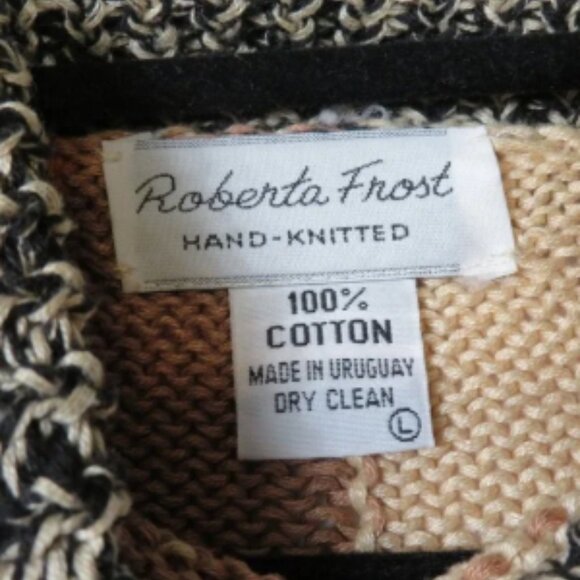 Roberta Frost
HAND-KNITTED
100%
COTTON
MADE IN URUGUAY
DRY CLEAN
L